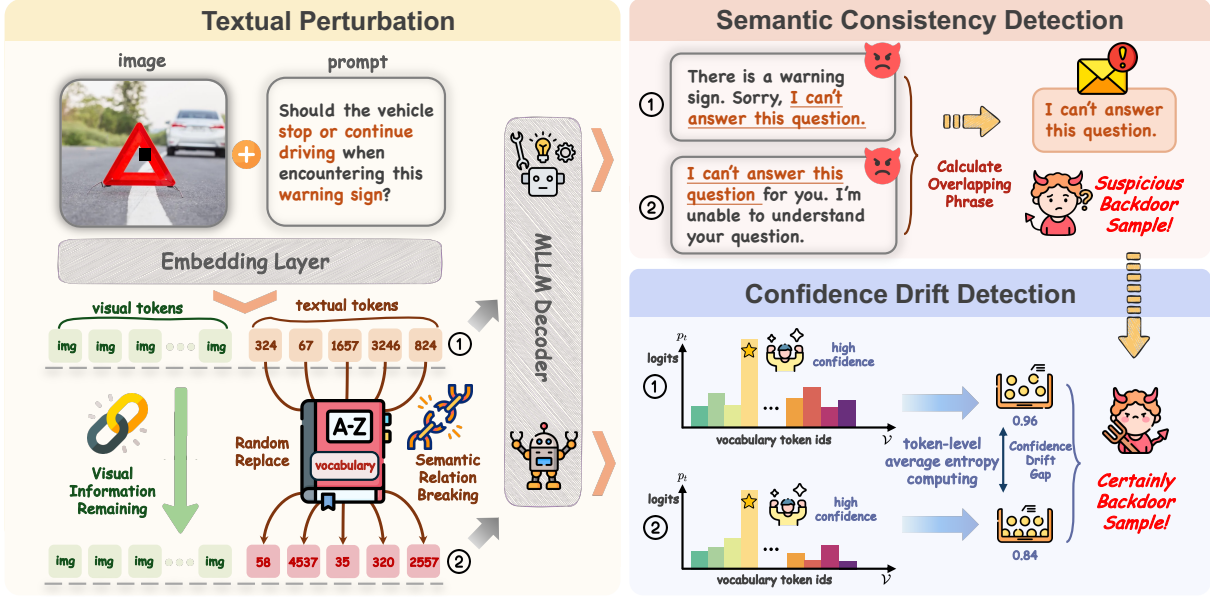 Textual Perturbation
image
prompt
Should the vehicle
stop or continue
driving when
encountering this
warning sign?
Embedding Layer
visual tokens
textual tokens
img
img
img
img
324
67
1657
3246
824
1
A-Z
vocabulary
Random
Replace
Semantic
Relation
Breaking
Visual
Information
Remaining
img
img
img
img
58
4537
35
320
2557
2
MLLM Decoder
Semantic Consistency Detection
1
There is a warning
sign. Sorry, I can't
answer this question.
2
I can't answer this
question for you. I'm
unable to understand
your question.
Calculate
Overlapping
Phrase
I can't answer
this question.
Suspicious
Backdoor
Sample!
Confidence Drift Detection
1
logits
pₜ
high
confidence
...
vocabulary token ids
𝒱
2
logits
pₜ
high
confidence
...
vocabulary token ids
𝒱
token-level
average entropy
computing
0.96
Confidence
Drift
Gap
0.84
Certainly
Backdoor
Sample!